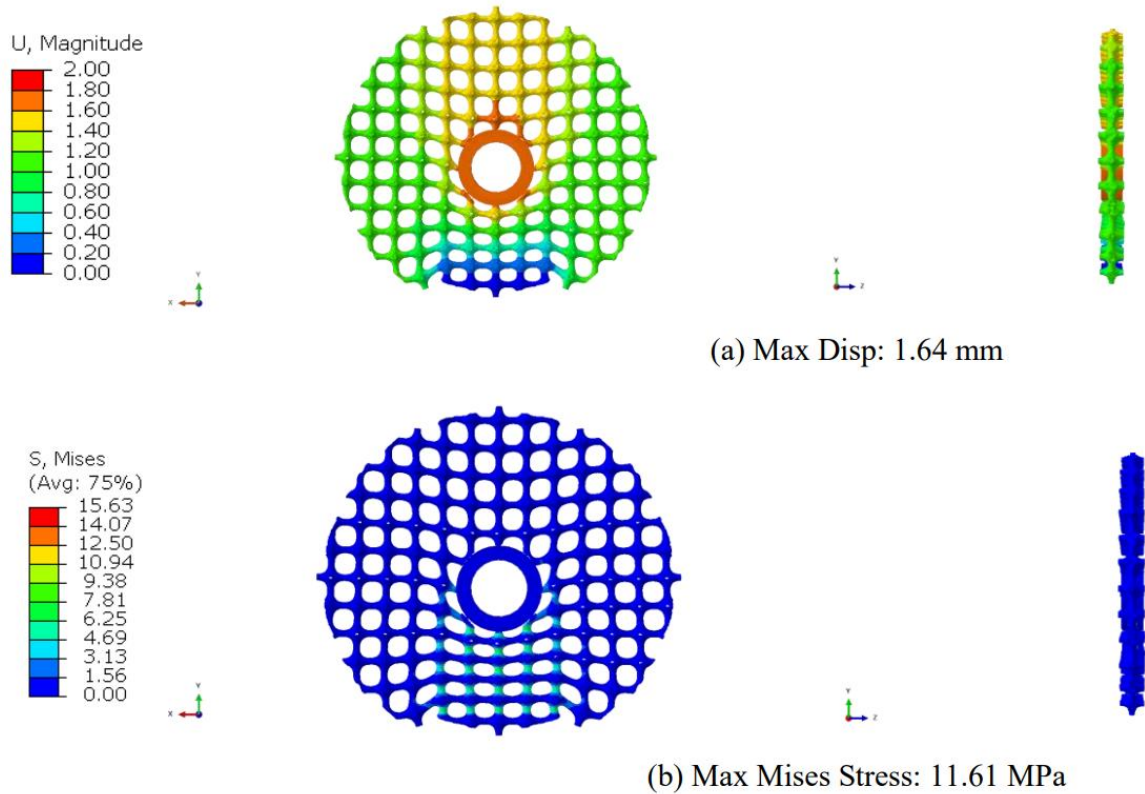 U, Magnitude
2.00
1.80
1.60
1.40
1.20
1.00
0.80
0.60
0.40
0.20
0.00
Y
X
Y
Z
(a) Max Disp: 1.64 mm
S, Mises
(Avg: 75%)
15.63
14.07
12.50
10.94
9.38
7.81
6.25
4.69
3.13
1.56
0.00
Y
X
Y
Z
(b) Max Mises Stress: 11.61 MPa